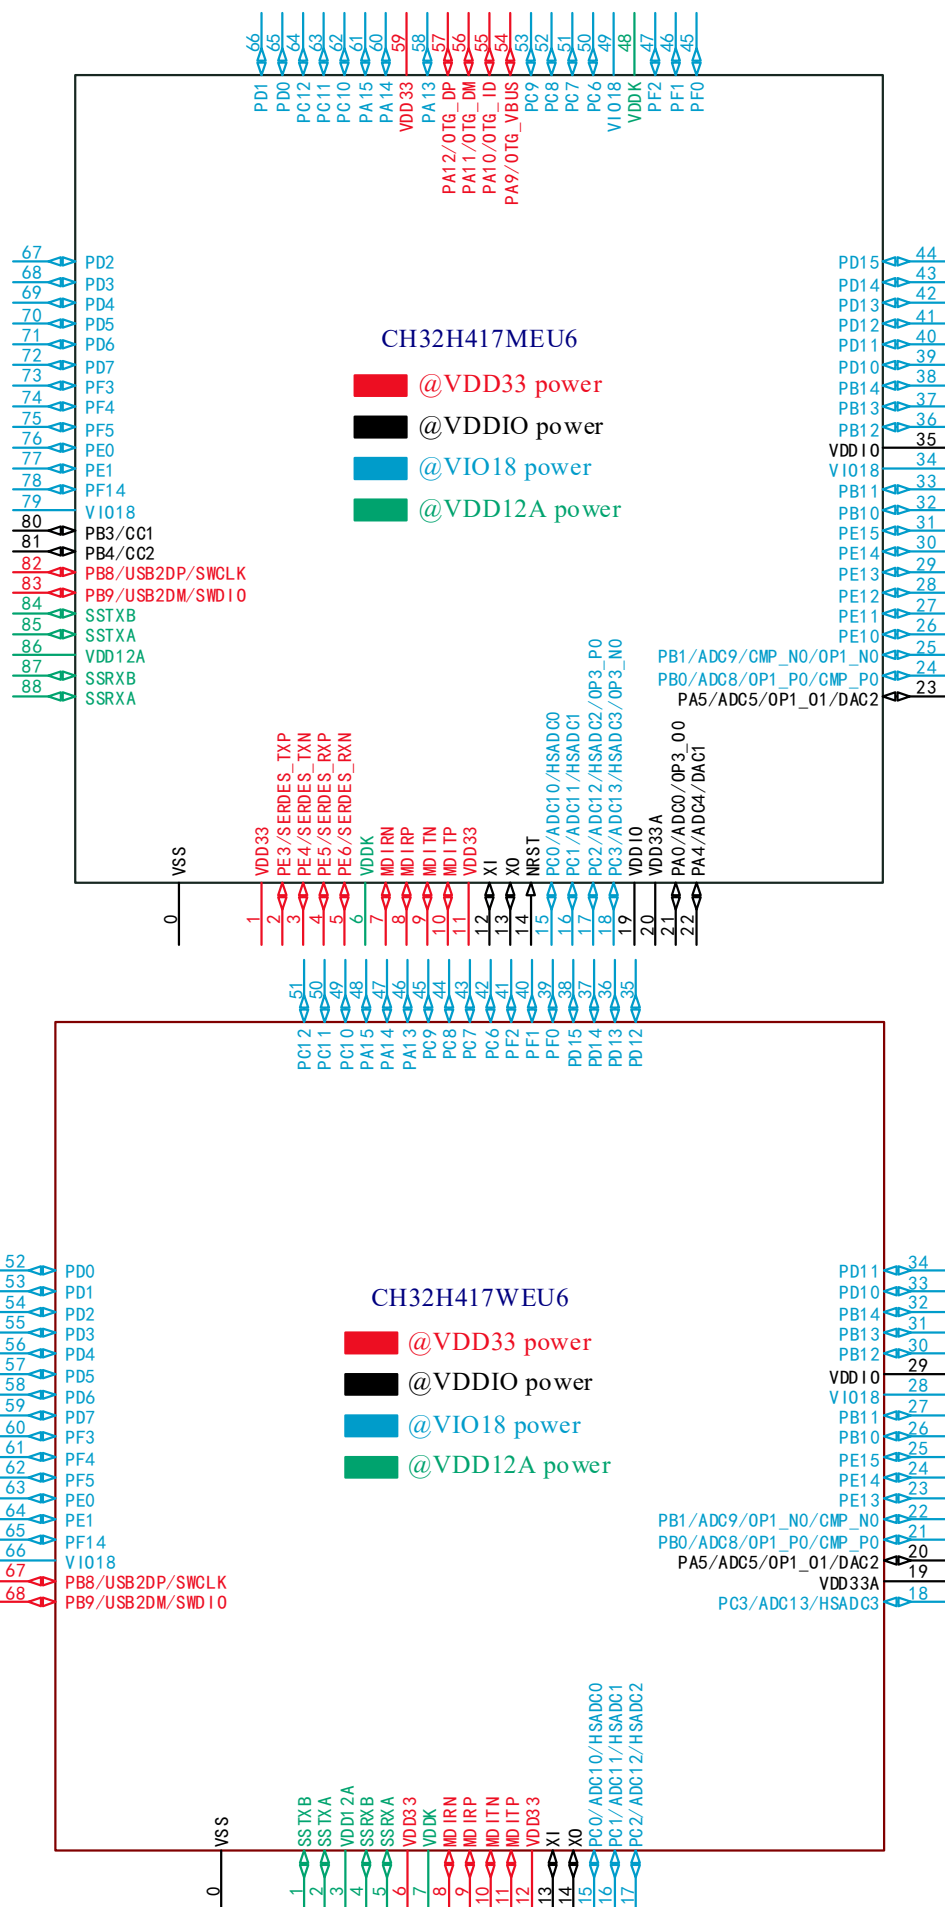 66 65 64 63 62 61 60 59 58 57 56 55 54 53 52 51 50 49 48 47 46 45
PD1 PD0 PC12 PC11 PC10 PA15 PA14 VDD33 PA13 PA12/OTG_DP PA11/OTG_DM PA10/OTG_ID PA9/OTG_VBUS PC9 PC8 PC7 PC6 VIO18 VDDK PF2 PF1 PF0
67 PD2 PD15 44
68 PD3 PD14 43
69 PD4 PD13 42
70 PD5 PD12 41
71 PD6 PD11 40
72 PD7 PD10 39
73 PF3 PB14 38
74 PF4 PB13 37
75 PF5 PB12 36
76 PE0 VDDIO 35
77 PE1 VIO18 34
78 PF14 PB11 33
79 VIO18 PB10 32
80 PB3/CC1 PE15 31
81 PB4/CC2 PE14 30
82 PB8/USB2DP/SWCLK PE13 29
83 PB9/USB2DM/SWDIO PE12 28
84 SSTXB PE11 27
85 SSTXA PE10 26
86 VDD12A PB1/ADC9/CMP_N0/OP1_N0 25
87 SSRXB PB0/ADC8/OP1_P0/CMP_P0 24
88 SSRXA PA5/ADC5/OP1_O1/DAC2 23
CH32H417MEU6
@VDD33 power
@VDDIO power
@VIO18 power
@VDD12A power
VSS VDD33 PE3/SERDES_TXP PE4/SERDES_TXN PE5/SERDES_RXP PE6/SERDES_RXN VDDK MDIRN MDIRP MDITN MDITP VDD33 XI XO NRST PC0/ADC10/HSADC0 PC1/ADC11/HSADC1 PC2/ADC12/HSADC2/OP3_P0 PC3/ADC13/HSADC3/OP3_N0 VDDIO VDD33A PA0/ADC0/OP3_O0 PA4/ADC4/DAC1
0 1 2 3 4 5 6 7 8 9 10 11 12 13 14 15 16 17 18 19 20 21 22
51 50 49 48 47 46 45 44 43 42 41 40 39 38 37 36 35
PC12 PC11 PC10 PA15 PA14 PA13 PC9 PC8 PC7 PC6 PF2 PF1 PF0 PD15 PD14 PD13 PD12
52 PD0 PD11 34
53 PD1 PD10 33
54 PD2 PB14 32
55 PD3 PB13 31
56 PD4 PB12 30
57 PD5 VDDIO 29
58 PD6 VIO18 28
59 PD7 PB11 27
60 PF3 PB10 26
61 PF4 PE15 25
62 PF5 PE14 24
63 PE0 PE13 23
64 PE1 PB1/ADC9/OP1_N0/CMP_N0 22
65 PF14 PB0/ADC8/OP1_P0/CMP_P0 21
66 VIO18 PA5/ADC5/OP1_O1/DAC2 20
67 PB8/USB2DP/SWCLK VDD33A 19
68 PB9/USB2DM/SWDIO PC3/ADC13/HSADC3 18
CH32H417WEU6
@VDD33 power
@VDDIO power
@VIO18 power
@VDD12A power
VSS SSTXB SSTXA VDD12A SSRXB SSRXA VDD33 VDDK MDIRN MDIRP MDITN MDITP VDD33 XI XO PC0/ADC10/HSADC0 PC1/ADC11/HSADC1 PC2/ADC12/HSADC2
0 1 2 3 4 5 6 7 8 9 10 11 12 13 14 15 16 17